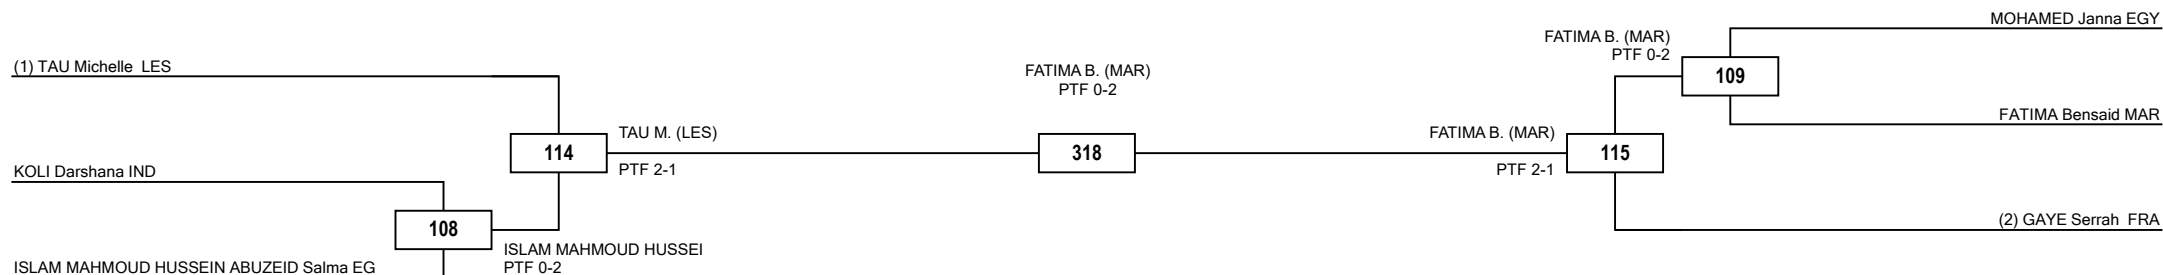 MOHAMED Janna EGY
FATIMA B. (MAR)
PTF 0-2
(1) TAU Michelle LES
FATIMA B. (MAR)
PTF 0-2
109
FATIMA Bensaid MAR
TAU M. (LES)
FATIMA B. (MAR)
114
318
115
PTF 2-1
PTF 2-1
KOLI Darshana IND
(2) GAYE Serrah FRA
108
ISLAM MAHMOUD HUSSEI
PTF 0-2
ISLAM MAHMOUD HUSSEIN ABUZEID Salma EG